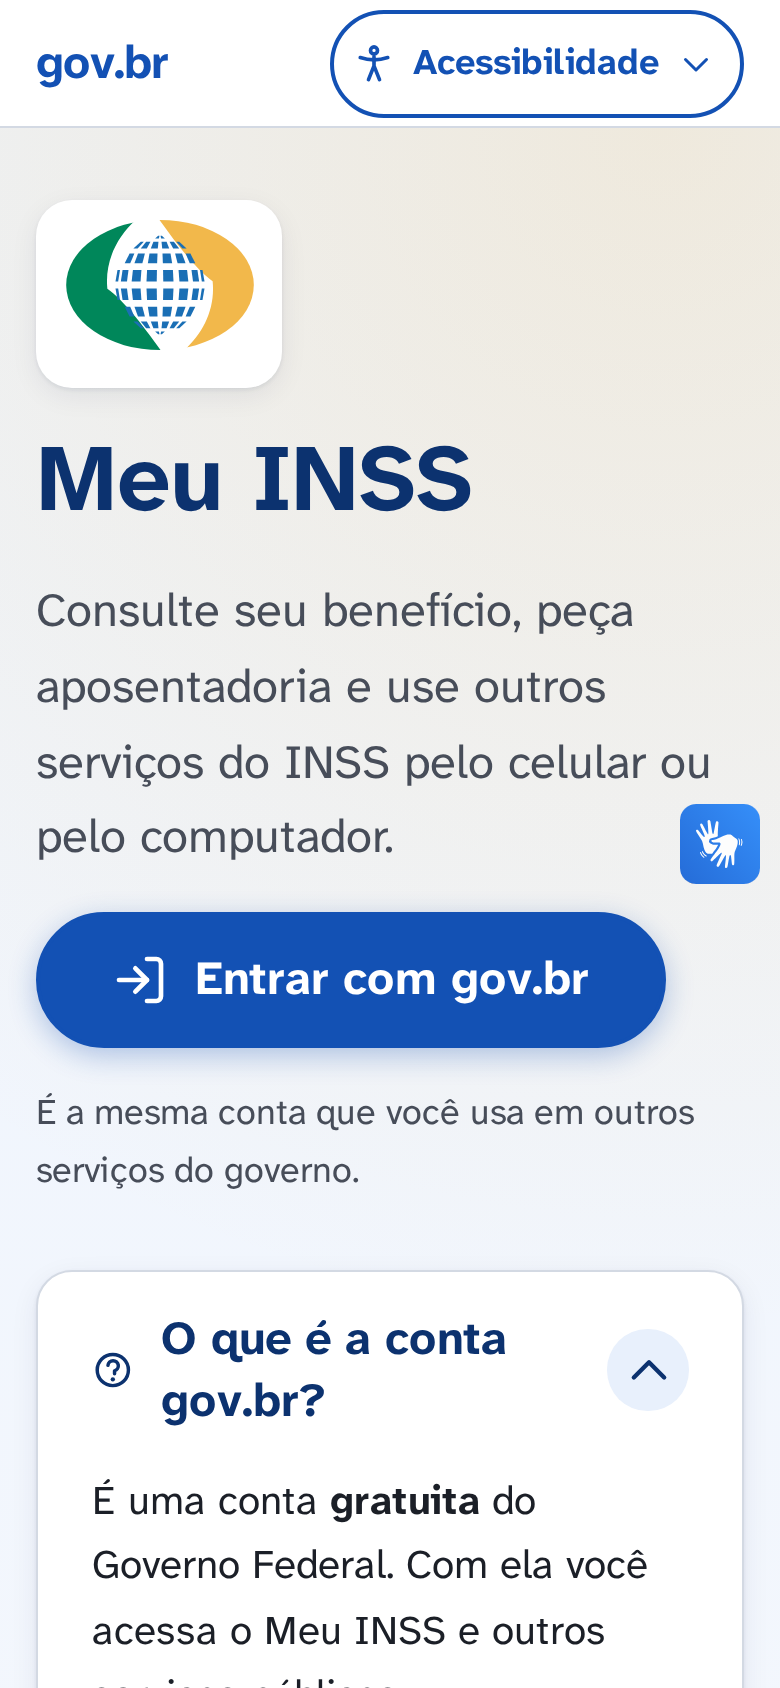 gov.br
Acessibilidade
Meu INSS
Consulte seu benefício, peça
aposentadoria e use outros
serviços do INSS pelo celular ou
pelo computador.
Entrar com gov.br
É a mesma conta que você usa em outros
serviços do governo.
O que é a conta
gov.br?
É uma conta gratuita do
Governo Federal. Com ela você
acessa o Meu INSS e outros